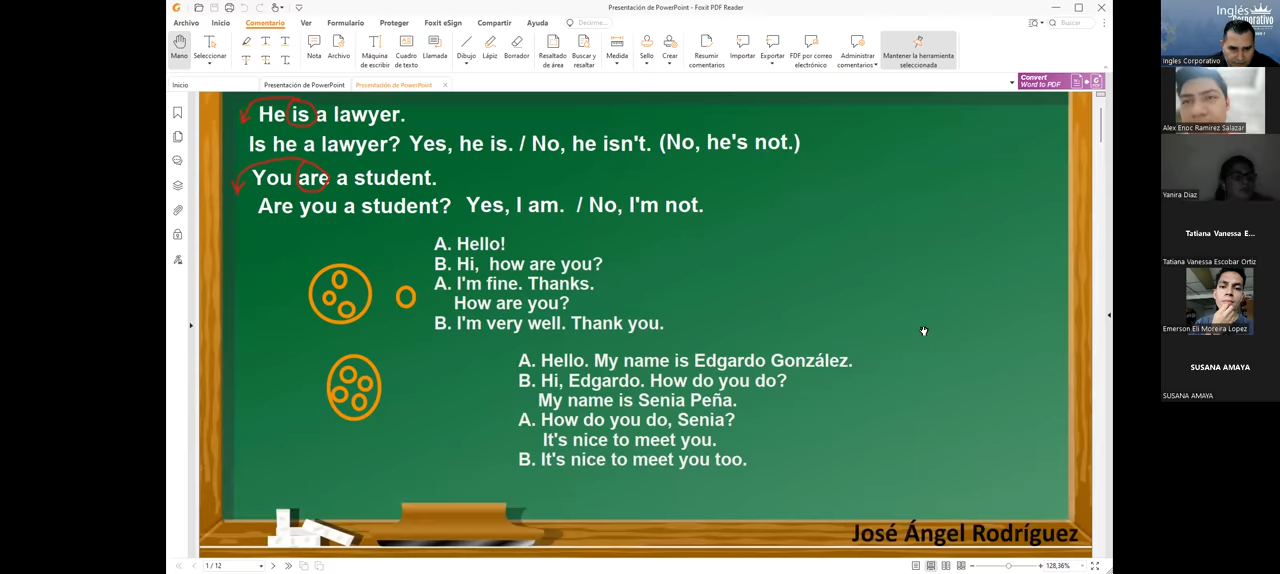 Presentación de PowerPoint - Foxit PDF Reader
Archivo Inicio Comentario Ver Formulario Proteger Foxit eSign Compartir Ayuda Decirme... Buscar
Mano Seleccionar Nota Archivo Máquina de escribir Cuadro de texto Llamada Dibujo Lápiz Borrador Resaltado de área Buscar y resaltar Medida Sello Crear Resumir comentarios Importar Exportar PDF por correo electrónico Administrar comentarios Mantener la herramienta seleccionada
Inicio Presentación de PowerPoint Presentación de PowerPoint
Convert
Word to PDF
He is a lawyer.
Is he a lawyer? Yes, he is. / No, he isn't. (No, he's not.)
You are a student.
Are you a student? Yes, I am. / No, I'm not.
A. Hello!
B. Hi, how are you?
A. I'm fine. Thanks.
How are you?
B. I'm very well. Thank you.
A. Hello. My name is Edgardo González.
B. Hi, Edgardo. How do you do?
My name is Senia Peña.
A. How do you do, Senia?
It's nice to meet you.
B. It's nice to meet you too.
José Ángel Rodríguez
1 / 12
128,36%
Inglés
Corporativo
Ingles Corporativo
Alex Enoc Ramirez Salazar
Yanira Diaz
Tatiana Vanessa E...
Tatiana Vanessa Escobar Ortiz
Emerson Eli Moreira Lopez
SUSANA AMAYA
SUSANA AMAYA